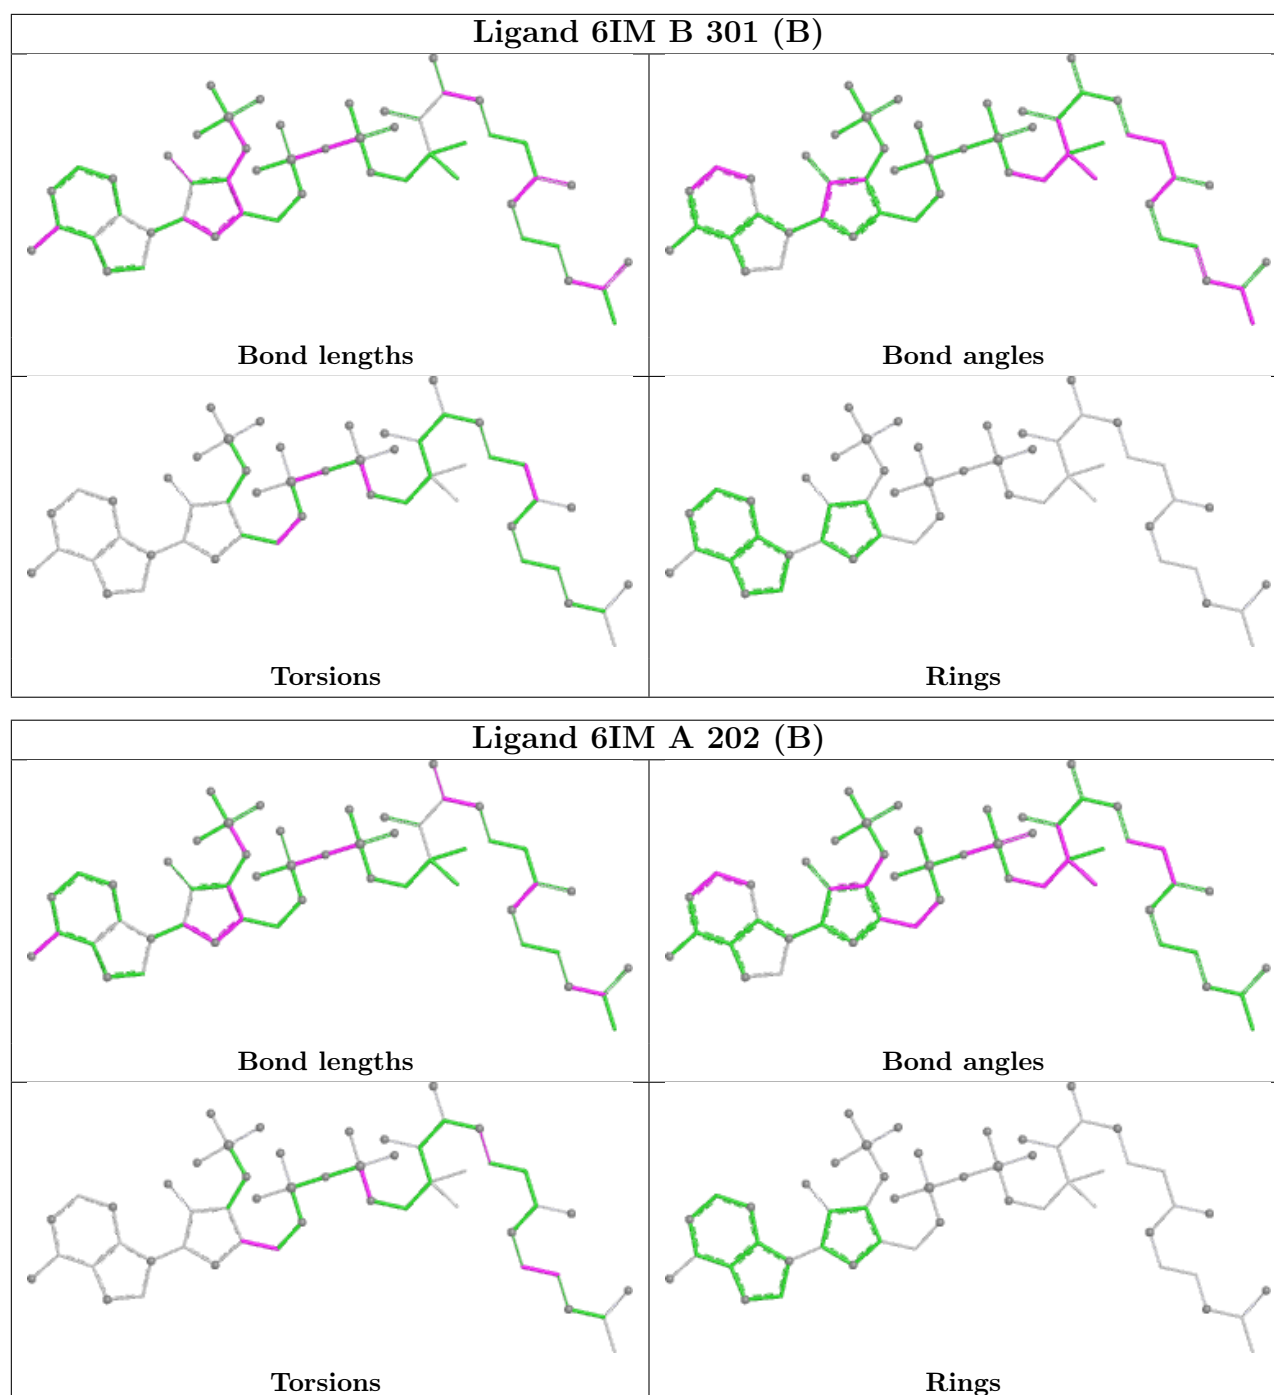 Ligand 6IM B 301 (B)
Bond lengths
Bond angles
Torsions
Rings
Ligand 6IM A 202 (B)
Bond lengths
Bond angles
Torsions
Rings